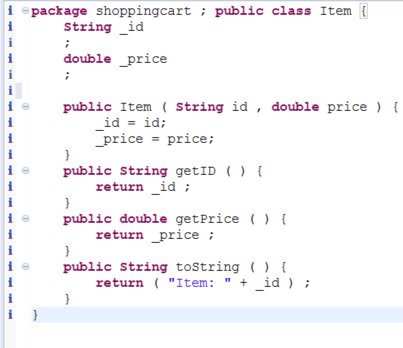 package shoppingcart ; public class Item {
String _id
;
double _price
;
public Item ( String id , double price ) {
_id = id;
_price = price;
}
public String getID ( ) {
return _id ;
}
public double getPrice ( ) {
return _price ;
}
public String toString ( ) {
return ( "Item: " + _id ) ;
}
}